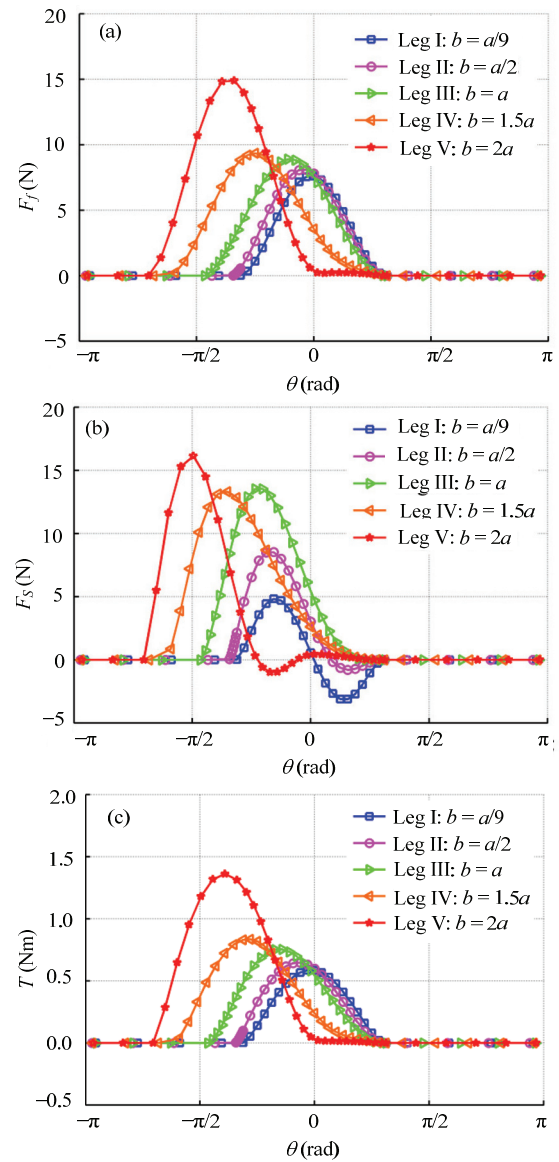 (a)
20
15
10
5
0
−5
F_f (N)
Leg I: b = a/9
Leg II: b = a/2
Leg III: b = a
Leg IV: b = 1.5a
Leg V: b = 2a
−π
−π/2
0
π/2
π
θ (rad)
(b)
20
15
10
5
0
−5
F_S (N)
Leg I: b = a/9
Leg II: b = a/2
Leg III: b = a
Leg IV: b = 1.5a
Leg V: b = 2a
−π
−π/2
0
π/2
π
θ (rad)
(c)
2.0
1.5
1.0
0.5
0.0
−0.5
T (Nm)
Leg I: b = a/9
Leg II: b = a/2
Leg III: b = a
Leg IV: b = 1.5a
Leg V: b = 2a
−π
−π/2
0
π/2
π
θ (rad)